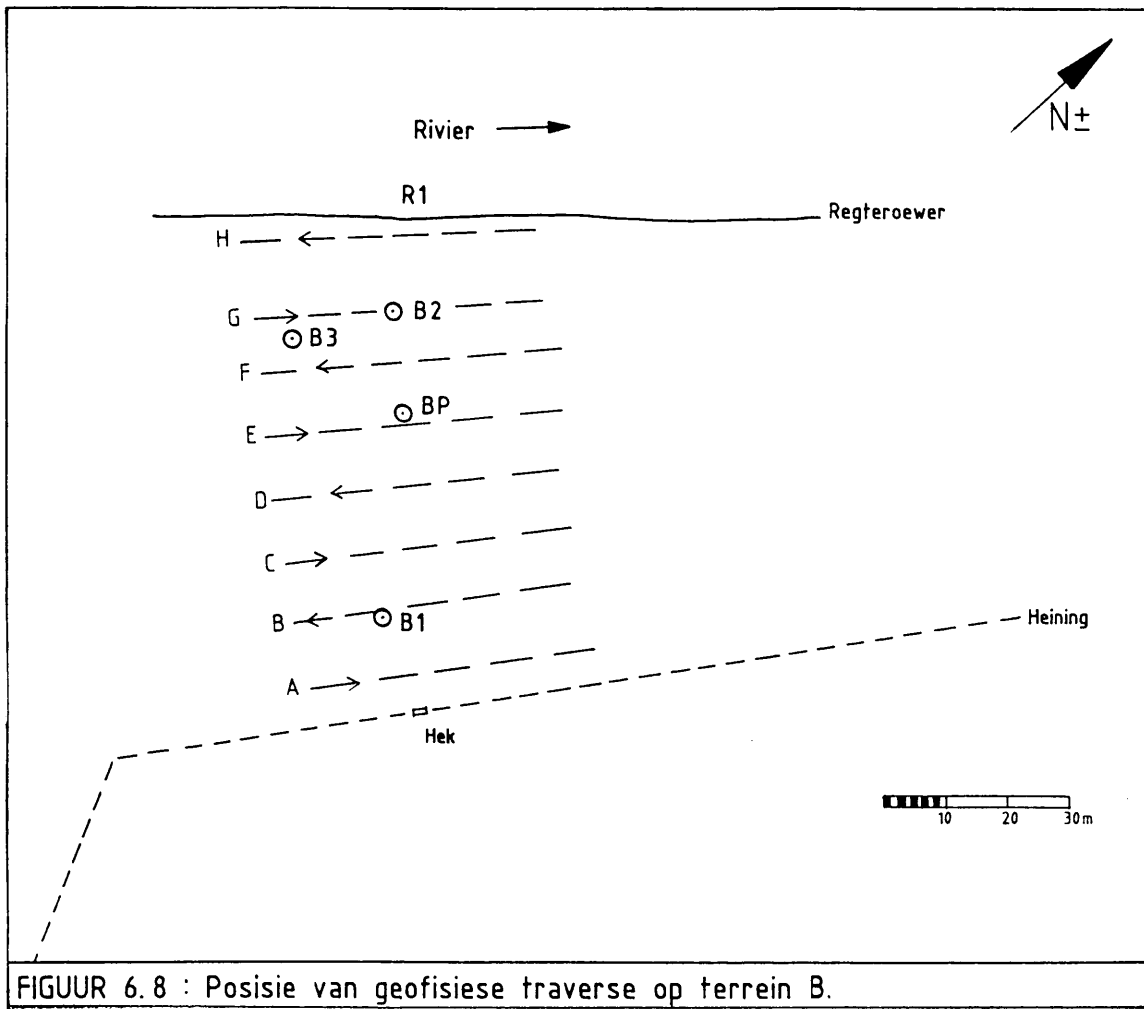 N±
Rivier
R1
Regteroewer
H
G
B2
B3
F
BP
E
D
C
B
B1
Heining
A
Hek
10 20 30m
FIGUUR 6.8 : Posisie van geofisiese traverse op terrein B.